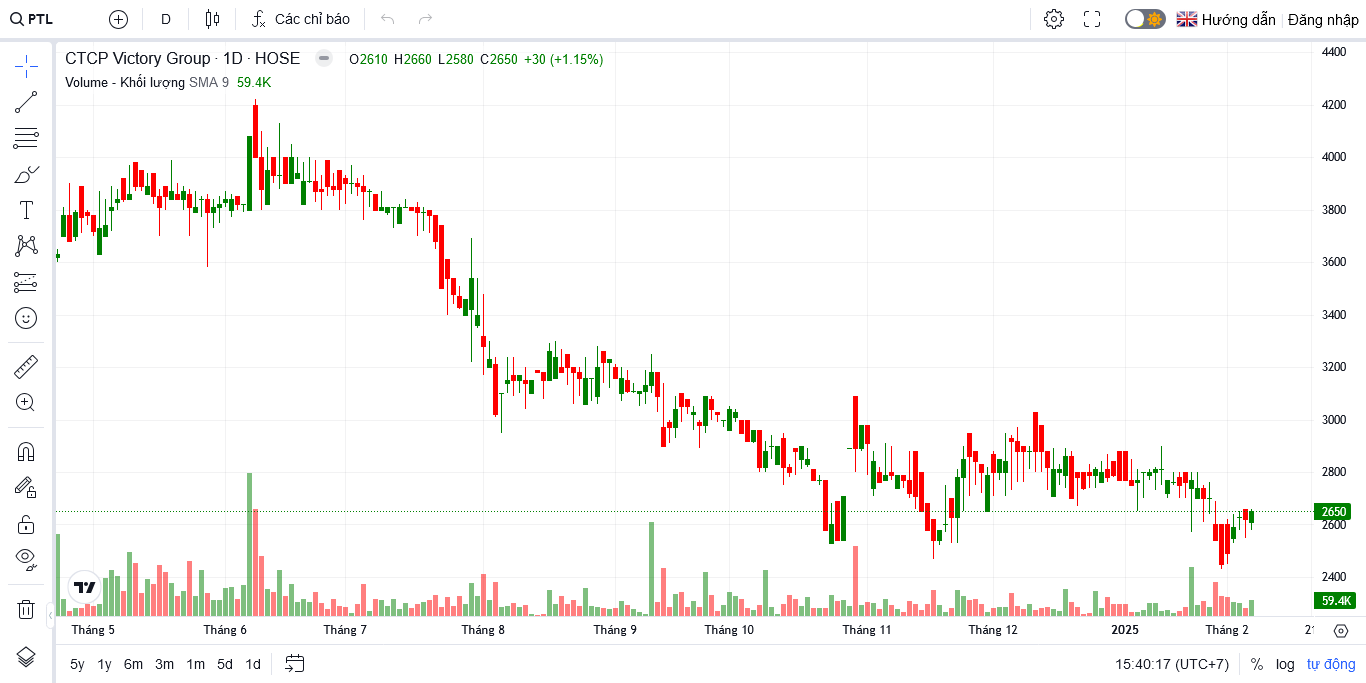 PTL D Các chỉ báo Hướng dẫn Đăng nhập
CTCP Victory Group · 1D · HOSE O2610 H2660 L2580 C2650 +30 (+1.15%)
Volume - Khối lượng SMA 9 59.4K
4400
4200
4000
3800
3600
3400
3200
3000
2800
2650
2600
2400
59.4K
Tháng 5 Tháng 6 Tháng 7 Tháng 8 Tháng 9 Tháng 10 Tháng 11 Tháng 12 2025 Tháng 2
5y 1y 6m 3m 1m 5d 1d 15:40:17 (UTC+7) % log tự động